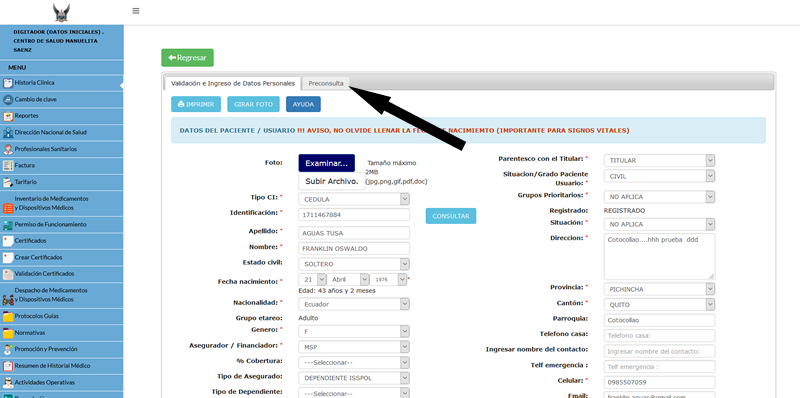 DIGITADOR (DATOS INICIALES) .
CENTRO DE SALUD MANUELITA
SAENZ
MENU
Historia Clínica
Cambio de clave
Reportes
Dirección Nacional de Salud
Profesionales Sanitarios
Factura
Tarifario
Inventario de Medicamentos
y Dispositivos Médicos
Permiso de Funcionamiento
Certificados
Crear Certificados
Validación Certificados
Despacho de Medicamentos
y Dispositivos Médicos
Protocolos Guías
Normativas
Promoción y Prevención
Resumen de Historial Médico
Actividades Operativas
Regresar
Validación e Ingreso de Datos Personales
Preconsulta
IMPRIMIR
GIRAR FOTO
AYUDA
DATOS DEL PACIENTE / USUARIO !!! AVISO, NO OLVIDE LLENAR LA NACIMIEMTO (IMPORTANTE PARA SIGNOS VITALES)
Foto:
Examinar...
Tamaño máximo
2MB
Subir Archivo.
(jpg,png,gif,pdf,doc)
Tipo CI: *
CEDULA
Identificación: *
1711467884
CONSULTAR
Apellido: *
AGUAS TUSA
Nombre: *
FRANKLIN OSWALDO
Estado civil:
SOLTERO
Fecha nacimiento: *
21
Abril
1976
*
Edad: 43 años y 2 meses
Nacionalidad: *
Ecuador
Grupo etareo:
Adulto
Genero: *
F
Asegurador / Financiador: *
MSP
% Cobertura:
---Seleccionar--
Tipo de Asegurado:
DEPENDIENTE ISSPOL
Tipo de Dependiente:
---Seleccionar--
Parentesco con el Titular: *
TITULAR
Situacion/Grado Paciente
Usuario: *
CIVIL
Grupos Prioritarios: *
NO APLICA
Registrado:
REGISTRADO
Situación: *
NO APLICA
Direccion: *
Cotocollao....hhh prueba ddd
Provincia: *
PICHINCHA
Cantón: *
QUITO
Parroquia:
Cotocollao
Telefono casa:
Telefono casa:
Ingresar nombre del contacto:
Ingresar nombre del contacto:
Telf emergencia :
Telf emergencia :
Celular: *
0985507059
Email: